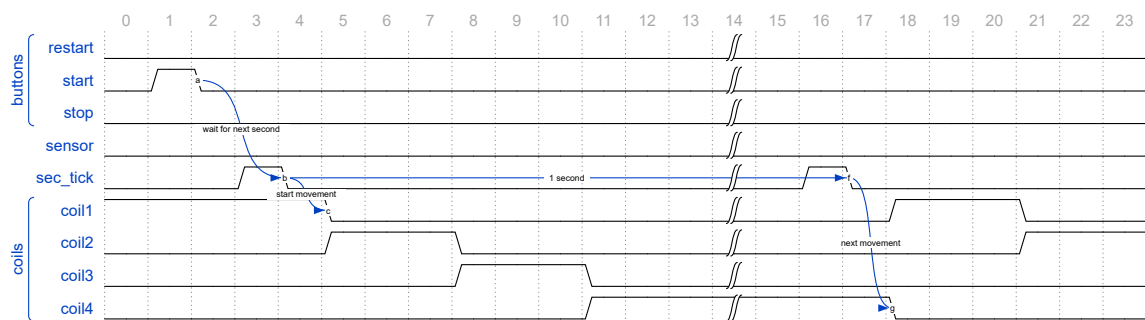 0 1 2 3 4 5 6 7 8 9 10 11 12 13 14 15 16 17 18 19 20 21 22 23
buttons
restart
start
a
stop
wait for next second
sensor
sec_tick
b
1 second
f
start movement
coils
coil1
c
coil2
next movement
coil3
coil4
g